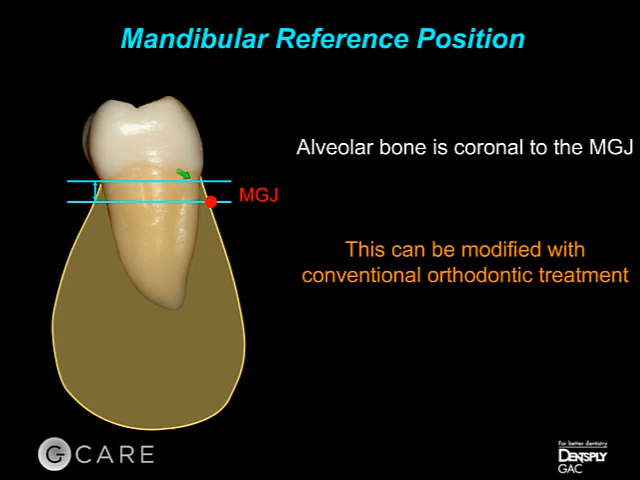 Mandibular Reference Position
Alveolar bone is coronal to the MGJ
MGJ
This can be modified with
conventional orthodontic treatment
G CARE
For better dentistry
DENTSPLY
GAC